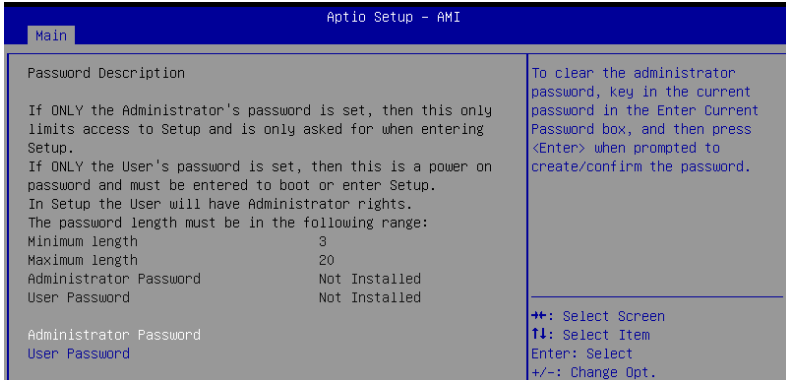 Aptio Setup – AMI
Main
Password Description
If ONLY the Administrator's password is set, then this only
limits access to Setup and is only asked for when entering
Setup.
If ONLY the User's password is set, then this is a power on
password and must be entered to boot or enter Setup.
In Setup the User will have Administrator rights.
The password length must be in the following range:
Minimum length 3
Maximum length 20
Administrator Password Not Installed
User Password Not Installed
Administrator Password
User Password
To clear the administrator
password, key in the current
password in the Enter Current
Password box, and then press
<Enter> when prompted to
create/confirm the password.
→←: Select Screen
↑↓: Select Item
Enter: Select
+/-: Change Opt.